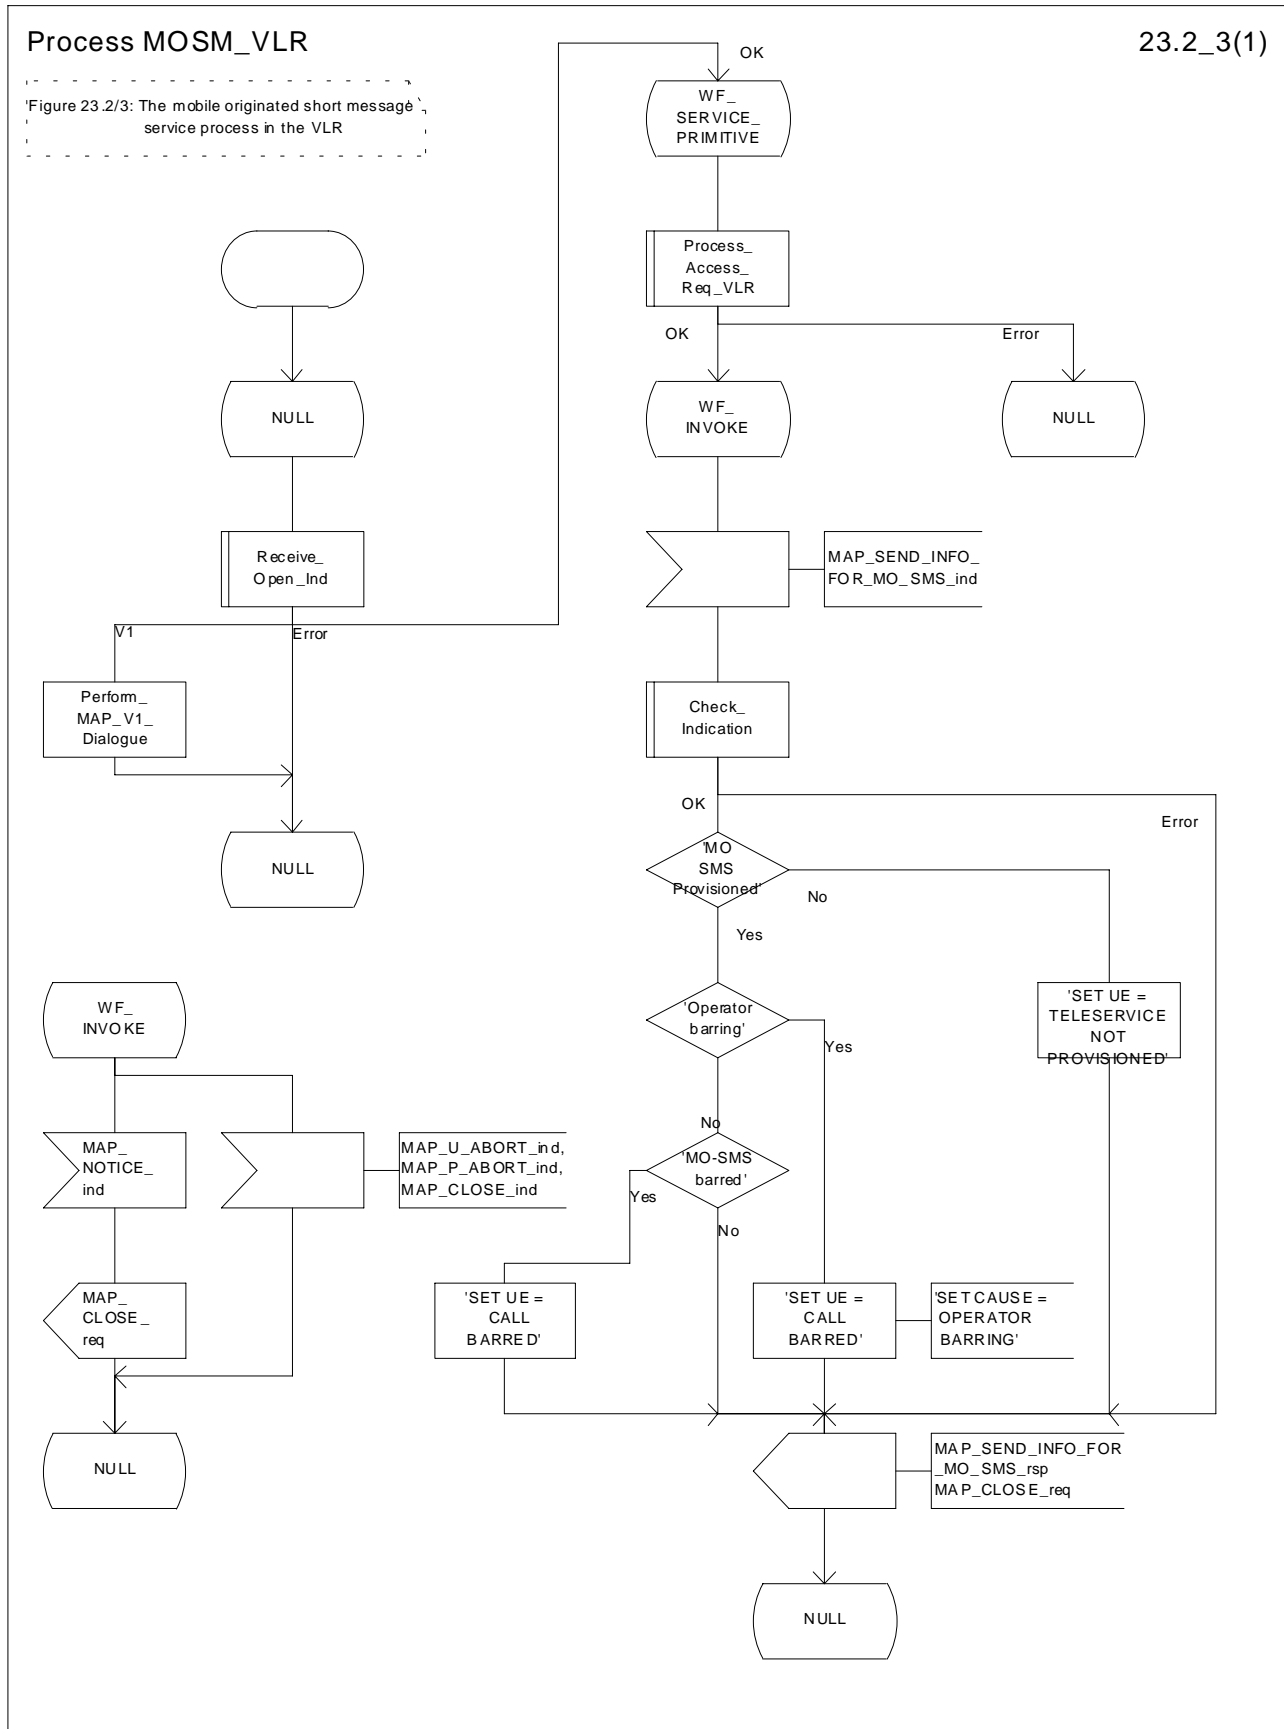 Process MOSM_VLR
23.2_3(1)
'Figure 23.2/3: The mobile originated short message
service process in the VLR
OK
WF_
SERVICE_
PRIMITIVE
Process_
Access_
Req_VLR
OK
Error
NULL
WF_
INVOKE
NULL
Receive_
Open_Ind
MAP_SEND_INFO_
FOR_MO_SMS_ind
V1
Error
Perform_
MAP_V1_
Dialogue
Check_
Indication
OK
Error
NULL
'MO
SMS
Provisioned'
No
Yes
WF_
INVOKE
'Operator
barring'
Yes
'SET UE =
TELESERVICE
NOT
PROVISIONED'
No
MAP_
NOTICE_
ind
MAP_U_ABORT_ind,
MAP_P_ABORT_ind,
MAP_CLOSE_ind
'MO-SMS
barred'
Yes
No
MAP_
CLOSE_
req
'SET UE =
CALL
BARRED'
'SET UE =
CALL
BARRED'
'SET CAUSE =
OPERATOR
BARRING'
NULL
MAP_SEND_INFO_FOR
_MO_SMS_rsp
MAP_CLOSE_req
NULL